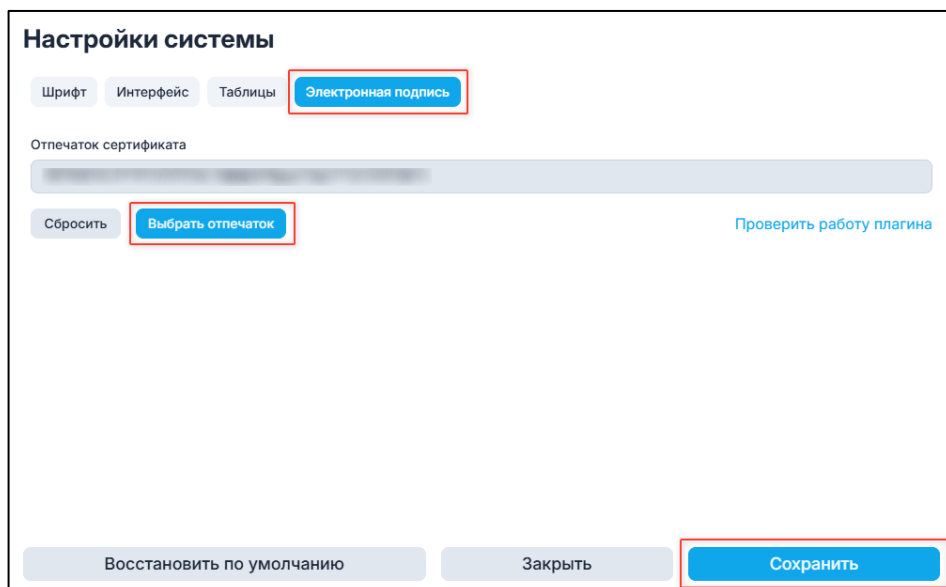 Настройки системы
Шрифт Интерфейс Таблицы Электронная подпись
Отпечаток сертификата
Сбросить Выбрать отпечаток Проверить работу плагина
Восстановить по умолчанию Закрыть Сохранить